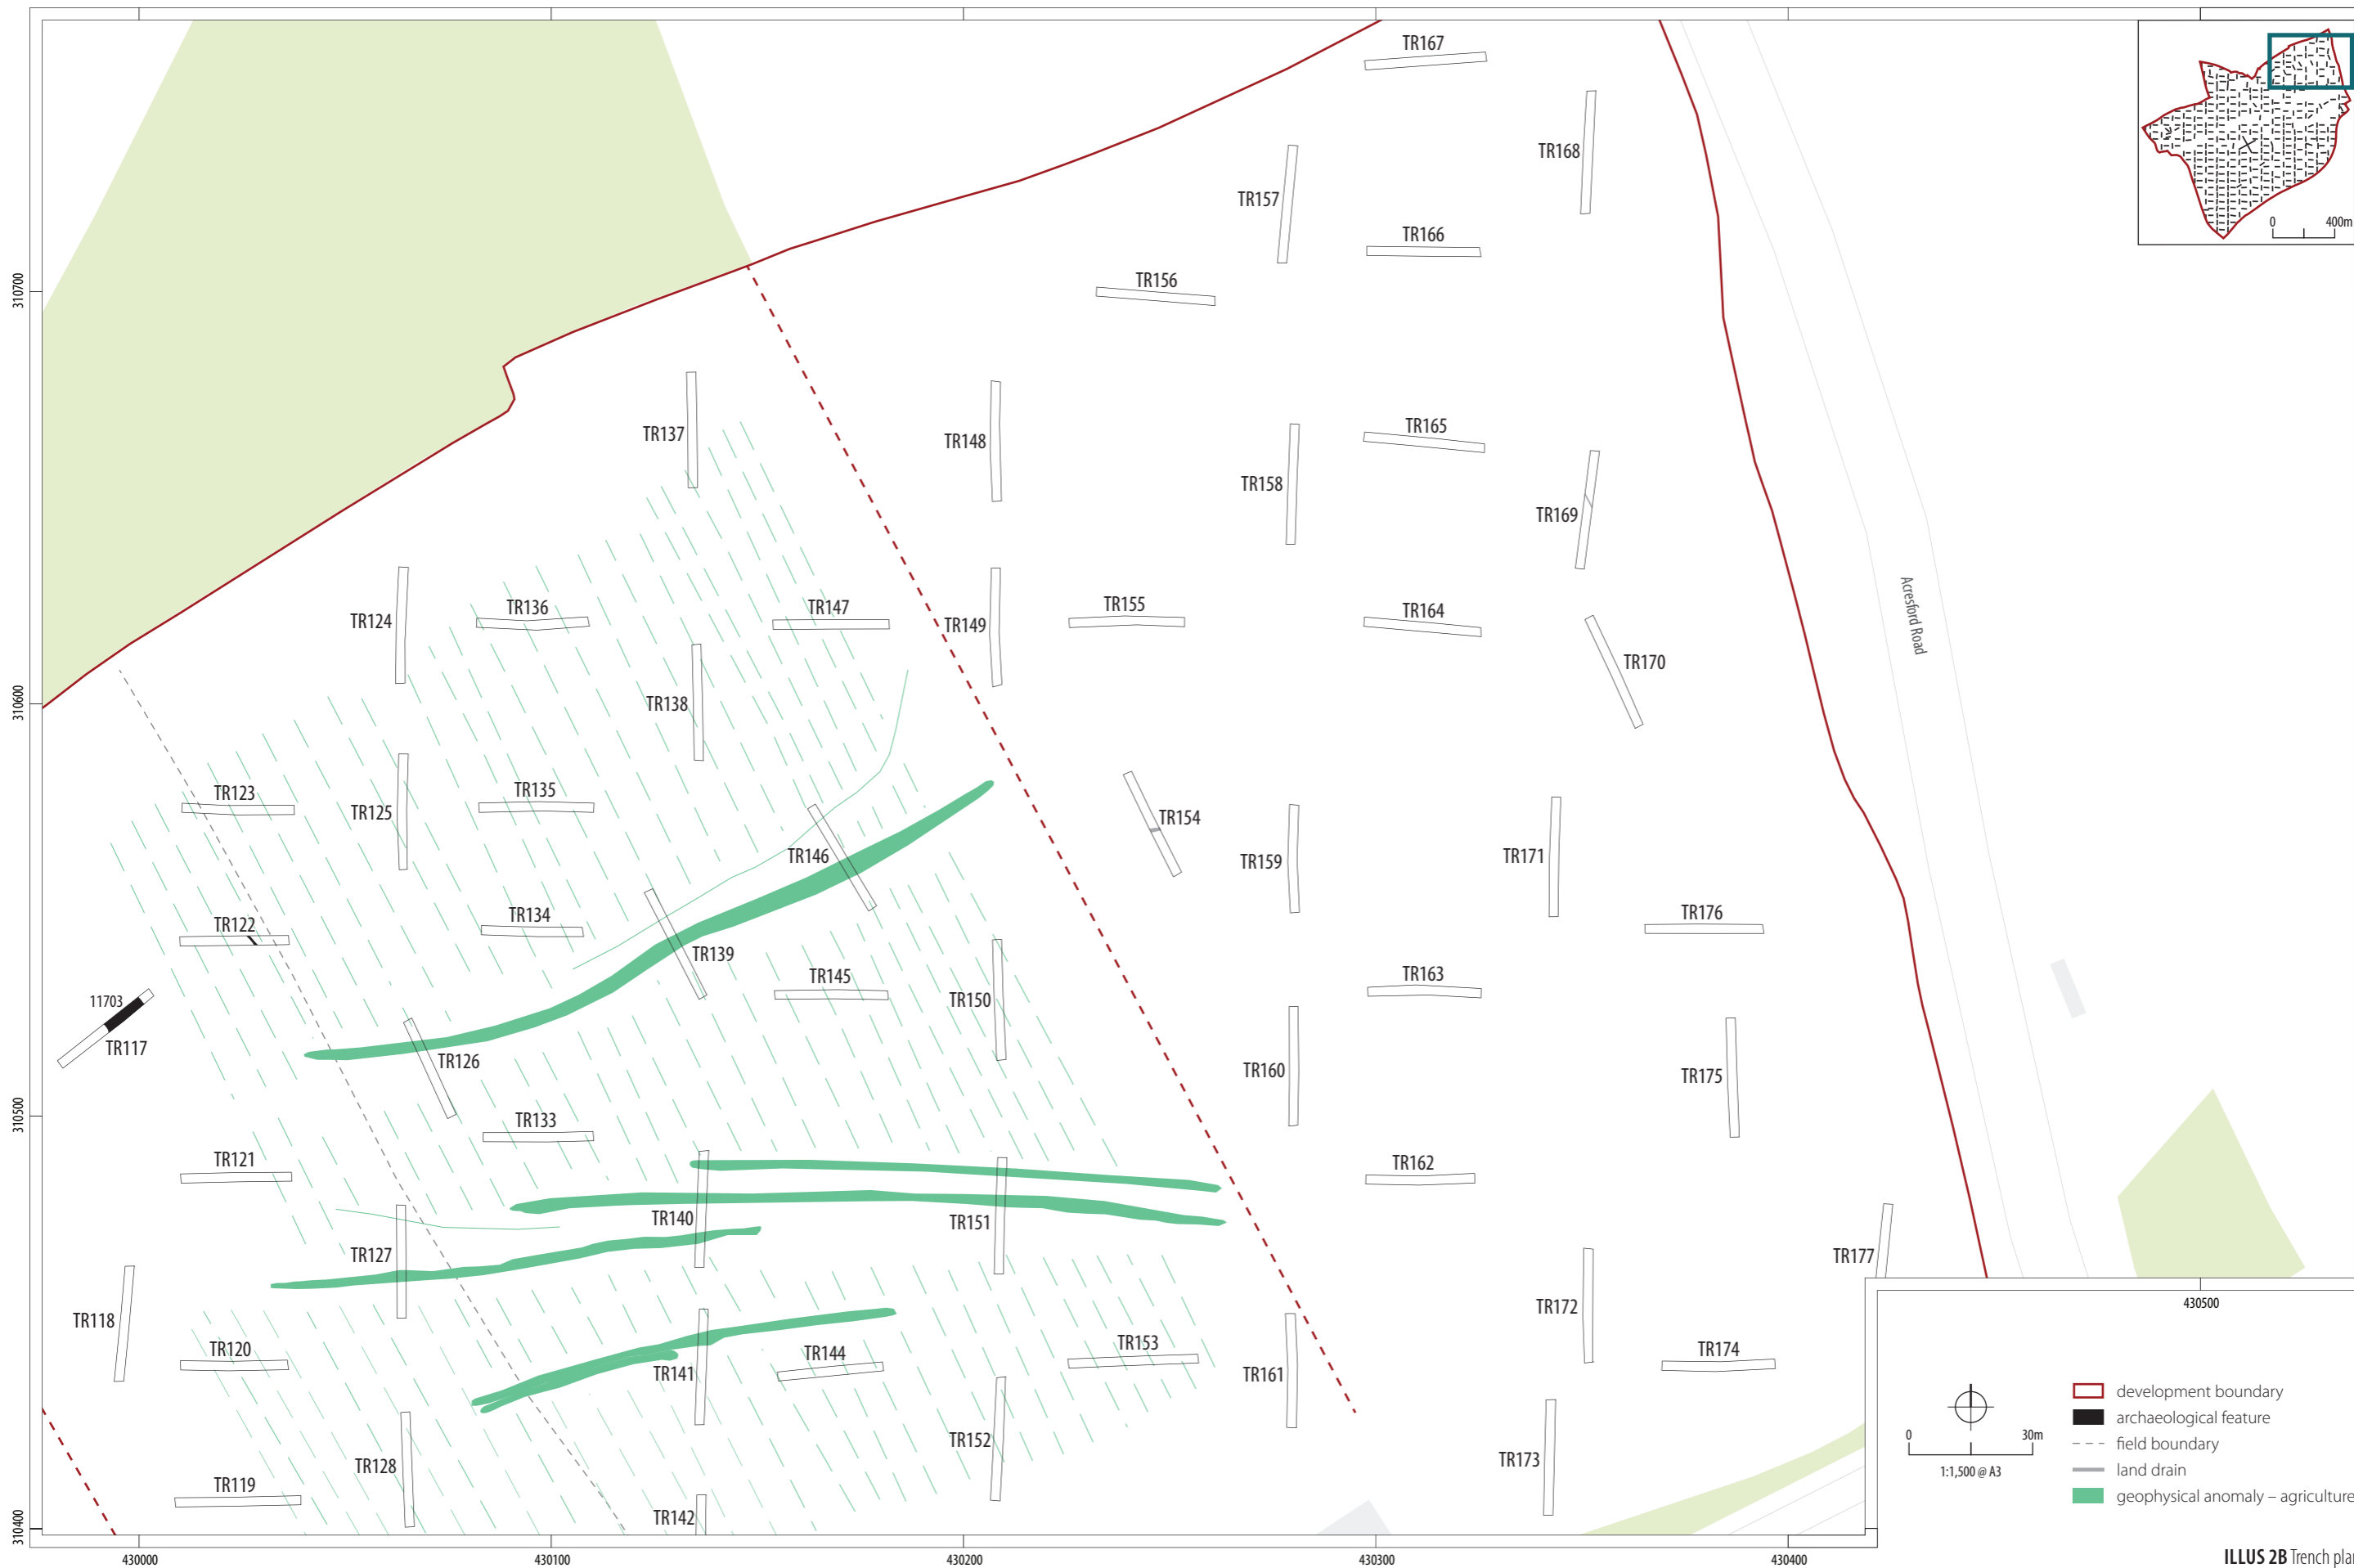 TR167
TR168
TR157
TR166
TR156
0 400m
310700
TR137
TR148
TR165
TR158
TR169
TR124
TR136
TR147
TR149
TR155
TR164
TR170
Acresford Road
310600
TR138
TR123
TR125
TR135
TR154
TR146
TR159
TR171
TR122
TR134
TR139
TR176
TR145
TR150
TR163
11703
TR117
TR126
TR160
TR175
310500
TR133
TR121
TR162
TR140
TR151
TR127
TR177
TR118
TR120
TR141
TR144
TR153
TR161
TR172
TR174
430500
TR152
TR128
TR173
TR119
TR142
310400
0 30m
1:1,500 @ A3
development boundary
archaeological feature
field boundary
land drain
geophysical anomaly – agriculture
430000 430100 430200 430300 430400
ILLUS 2B Trench plan